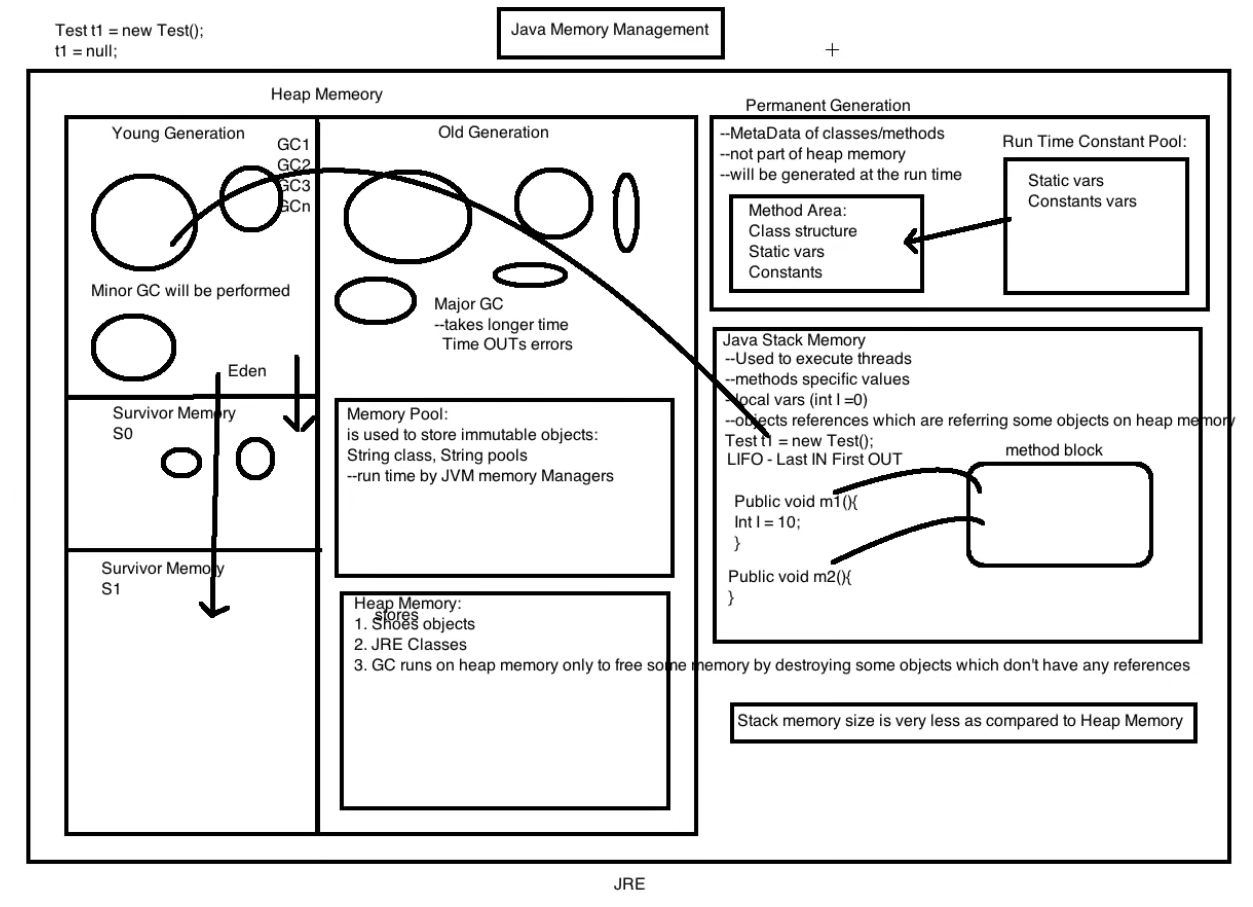 Test t1 = new Test();
t1 = null;
Java Memory Management
Heap Memeory
Young Generation
GC1
GC2
GC3
GCn
Minor GC will be performed
Eden
Survivor Memory
S0
Survivor Memory
S1
Old Generation
Major GC
--takes longer time
Time OUTs errors
Memory Pool:
is used to store immutable objects:
String class, String pools
--run time by JVM memory Managers
Heap Memory:
stores
1. Shoes objects
2. JRE Classes
3. GC runs on heap memory only to free some memory by destroying some objects which don't have any references
Permanent Generation
--MetaData of classes/methods
--not part of heap memory
--will be generated at the run time
Method Area:
Class structure
Static vars
Constants
Run Time Constant Pool:
Static vars
Constants vars
Java Stack Memory
--Used to execute threads
--methods specific values
--local vars (int I =0)
--objects references which are referring some objects on heap memory
Test t1 = new Test();
LIFO - Last IN First OUT
method block
Public void m1(){
Int I = 10;
}
Public void m2(){
}
Stack memory size is very less as compared to Heap Memory
JRE